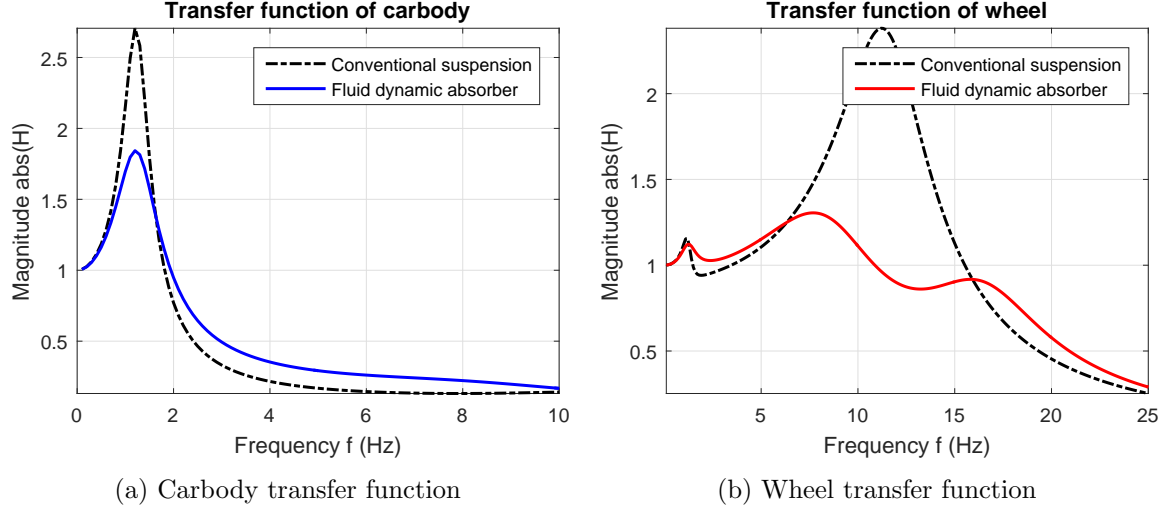 Transfer function of carbody
Conventional suspension
Fluid dynamic absorber
Magnitude abs(H)
2.5
2
1.5
1
0.5
0
2
4
6
8
10
Frequency f (Hz)
(a) Carbody transfer function
Transfer function of wheel
Conventional suspension
Fluid dynamic absorber
Magnitude abs(H)
2
1.5
1
0.5
5
10
15
20
25
Frequency f (Hz)
(b) Wheel transfer function